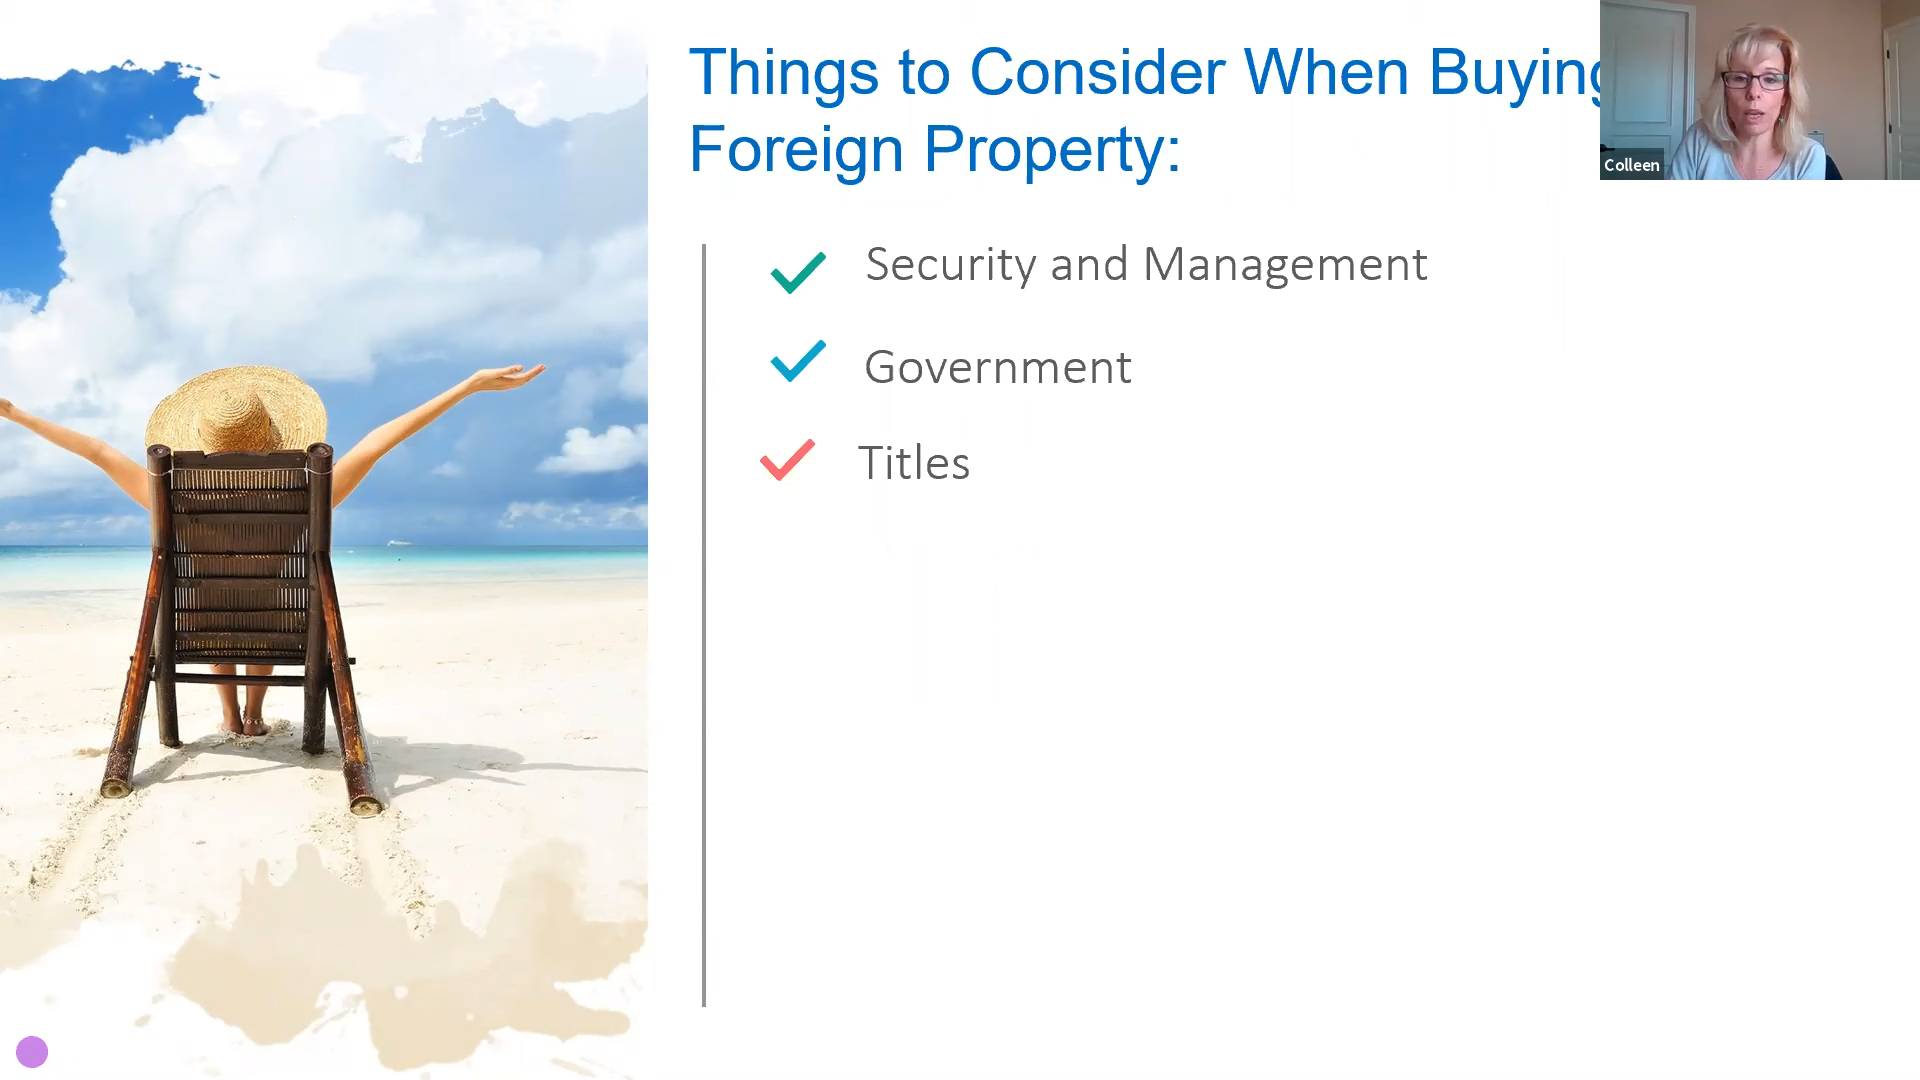 Things to Consider When Buying
Foreign Property:
Colleen
Security and Management
Government
Titles